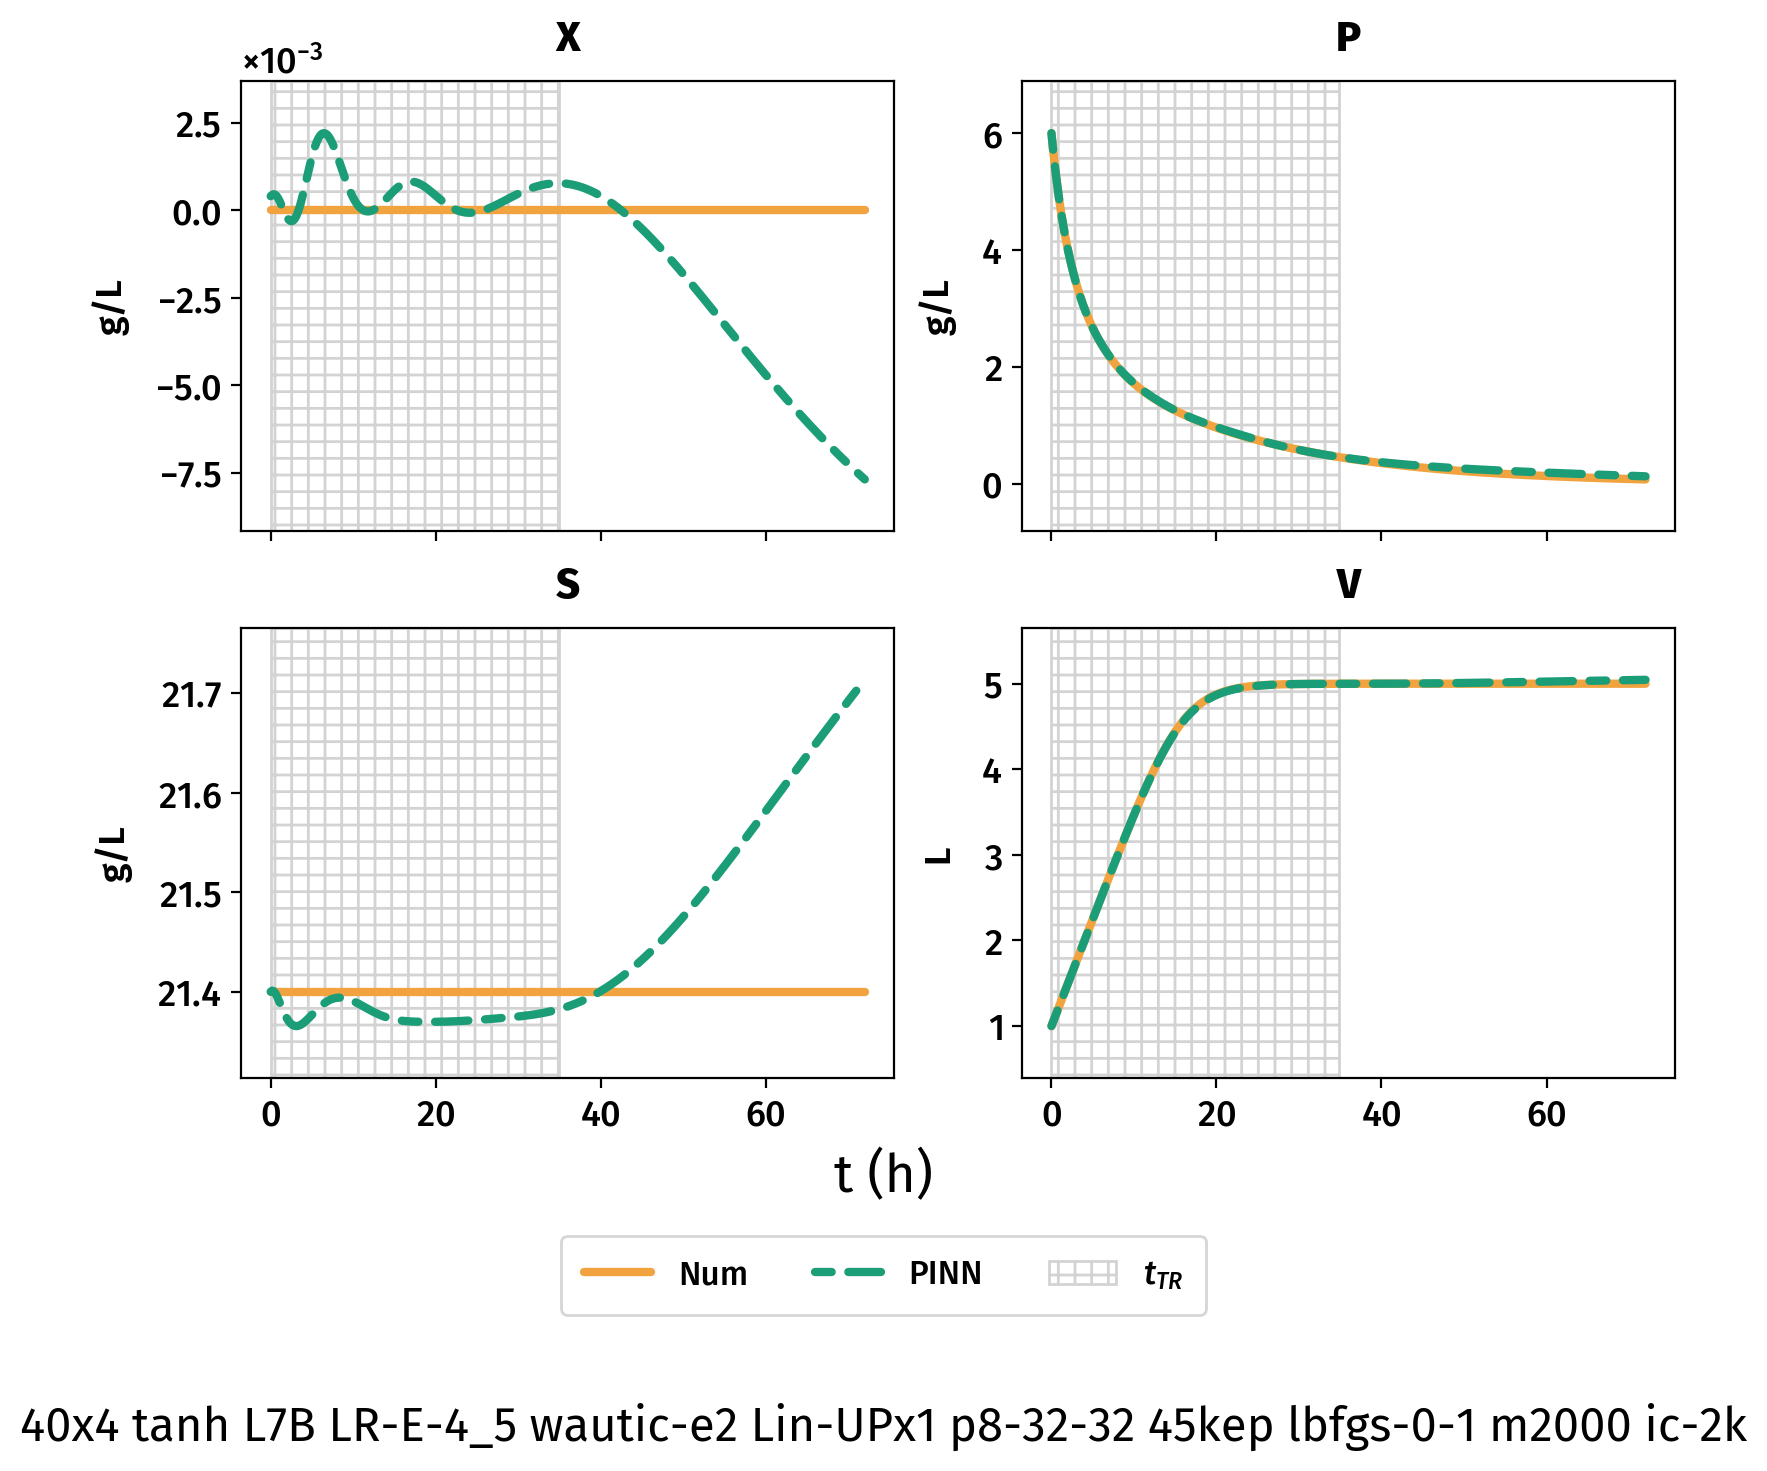 X
×10⁻³
2.5
0.0
−2.5
−5.0
−7.5
g/L
P
6
4
2
0
g/L
S
21.7
21.6
21.5
21.4
g/L
0 20 40 60
V
5
4
3
2
1
L
0 20 40 60
t (h)
Num PINN t_TR
40x4 tanh L7B LR-E-4_5 wautic-e2 Lin-UPx1 p8-32-32 45kep lbfgs-0-1 m2000 ic-2k